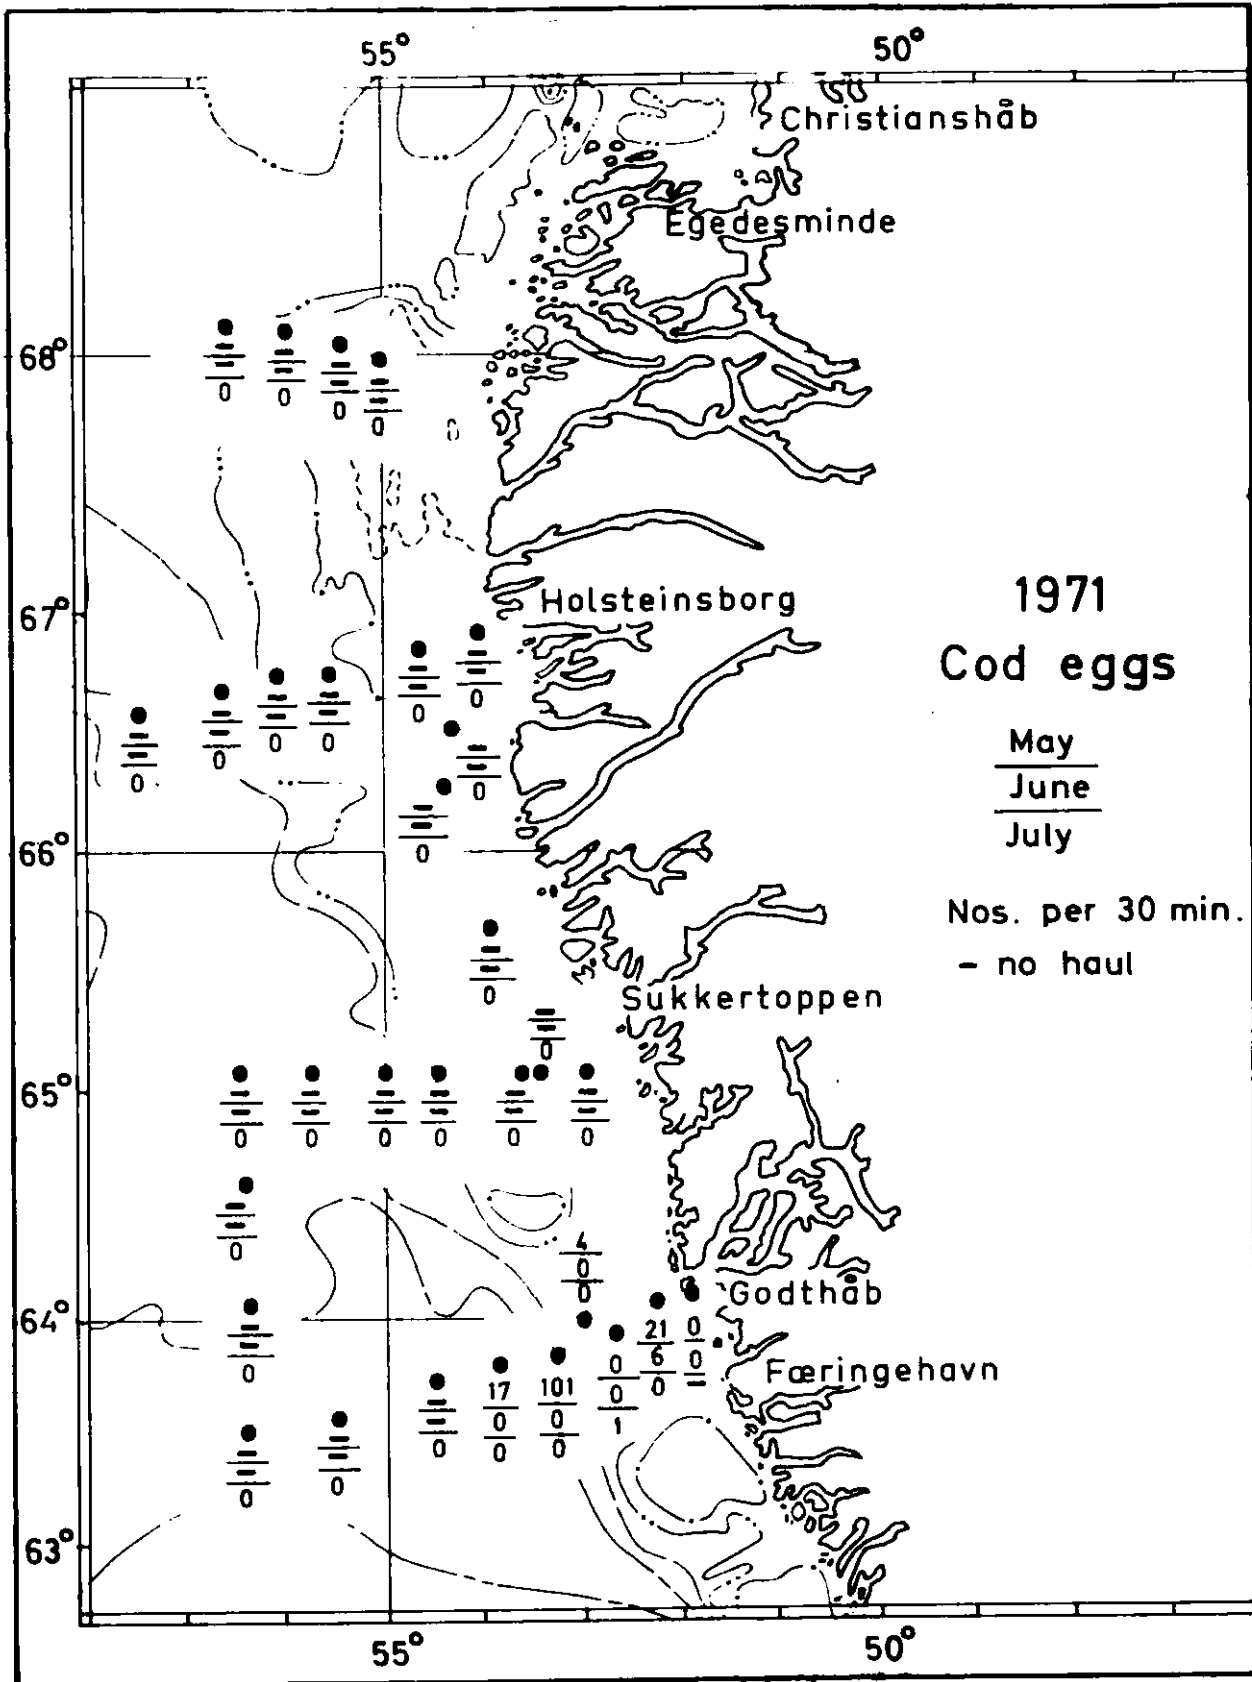 55° 50°
Christianshåb
Egedesminde
68°
– – 0
– – 0
– – 0
– – 0
67°
Holsteinsborg
1971
Cod eggs
May
June
July
Nos. per 30 min.
– no haul
– – 0
– – 0
– – 0
– – 0
– – 0
– – 0
– – 0
– – 0
66°
– – 0
Sukkertoppen
– – 0
65°
– – 0
– – 0
– – 0
– – 0
– – 0
– – 0
– – 0
4 0 0
Godthåb
64°
– – 0
21 6 0
0 0 –
Færingehavn
– – 0
17 0 0
101 0 0
0 0 1
– – 0
– – 0
63°
55° 50°